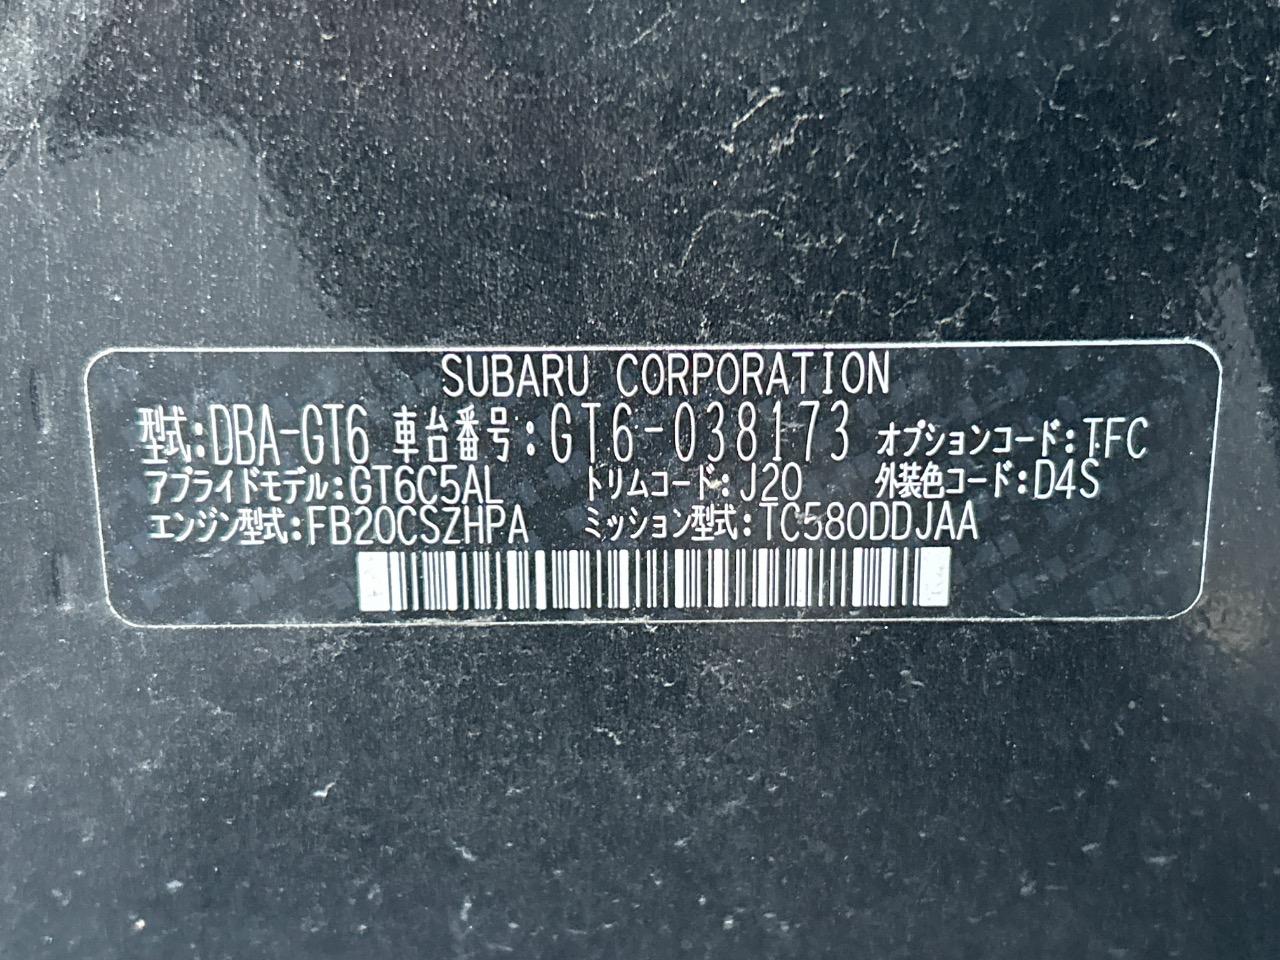 SUBARU CORPORATION
型式:DBA-GT6 車台番号:GT6-038173 オプションコード:TFC
アプライドモデル:GT6C5AL トリムコード:J20 外装色コード:D4S
エンジン型式:FB20CSZHPA ミッション型式:TC580DDJAA